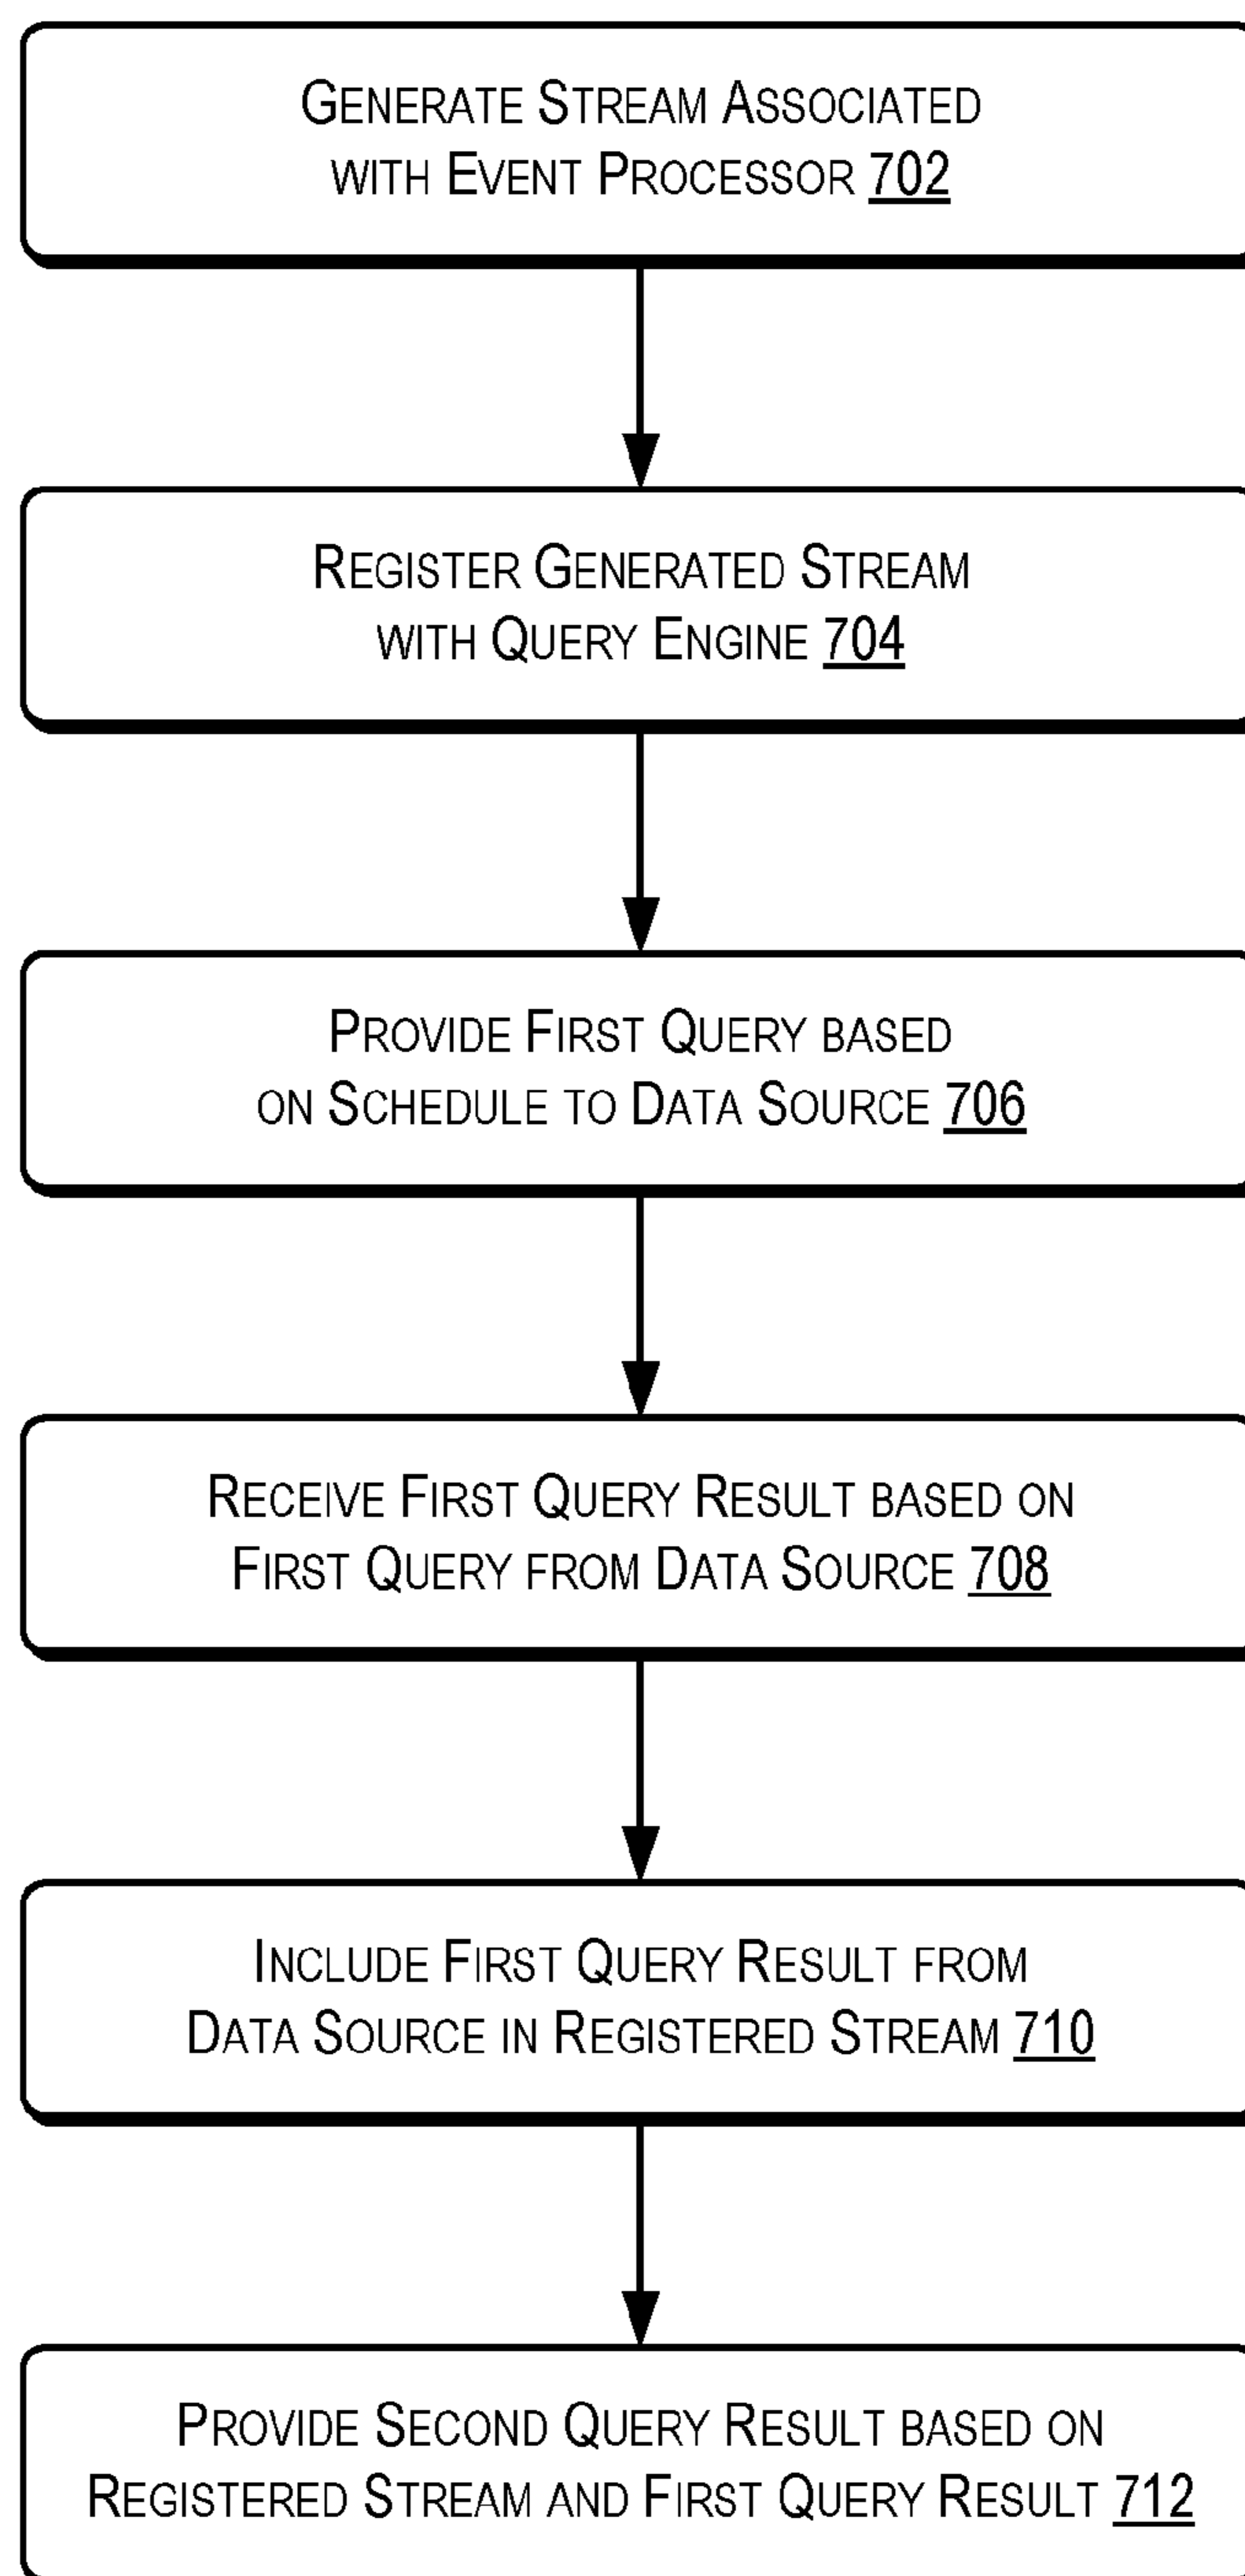 GENERATE STREAM ASSOCIATED
WITH EVENT PROCESSOR 702
REGISTER GENERATED STREAM
WITH QUERY ENGINE 704
PROVIDE FIRST QUERY BASED
ON SCHEDULE TO DATA SOURCE 706
RECEIVE FIRST QUERY RESULT BASED ON
FIRST QUERY FROM DATA SOURCE 708
INCLUDE FIRST QUERY RESULT FROM
DATA SOURCE IN REGISTERED STREAM 710
PROVIDE SECOND QUERY RESULT BASED ON
REGISTERED STREAM AND FIRST QUERY RESULT 712